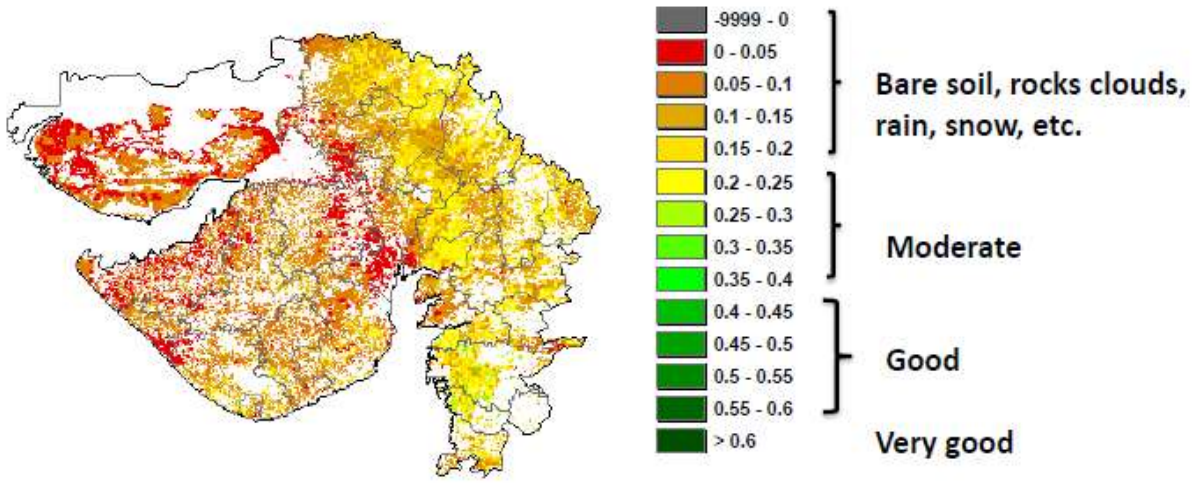 -9999 - 0
0 - 0.05
0.05 - 0.1
0.1 - 0.15
0.15 - 0.2
0.2 - 0.25
0.25 - 0.3
0.3 - 0.35
0.35 - 0.4
0.4 - 0.45
0.45 - 0.5
0.5 - 0.55
0.55 - 0.6
> 0.6
Bare soil, rocks clouds,
rain, snow, etc.
Moderate
Good
Very good